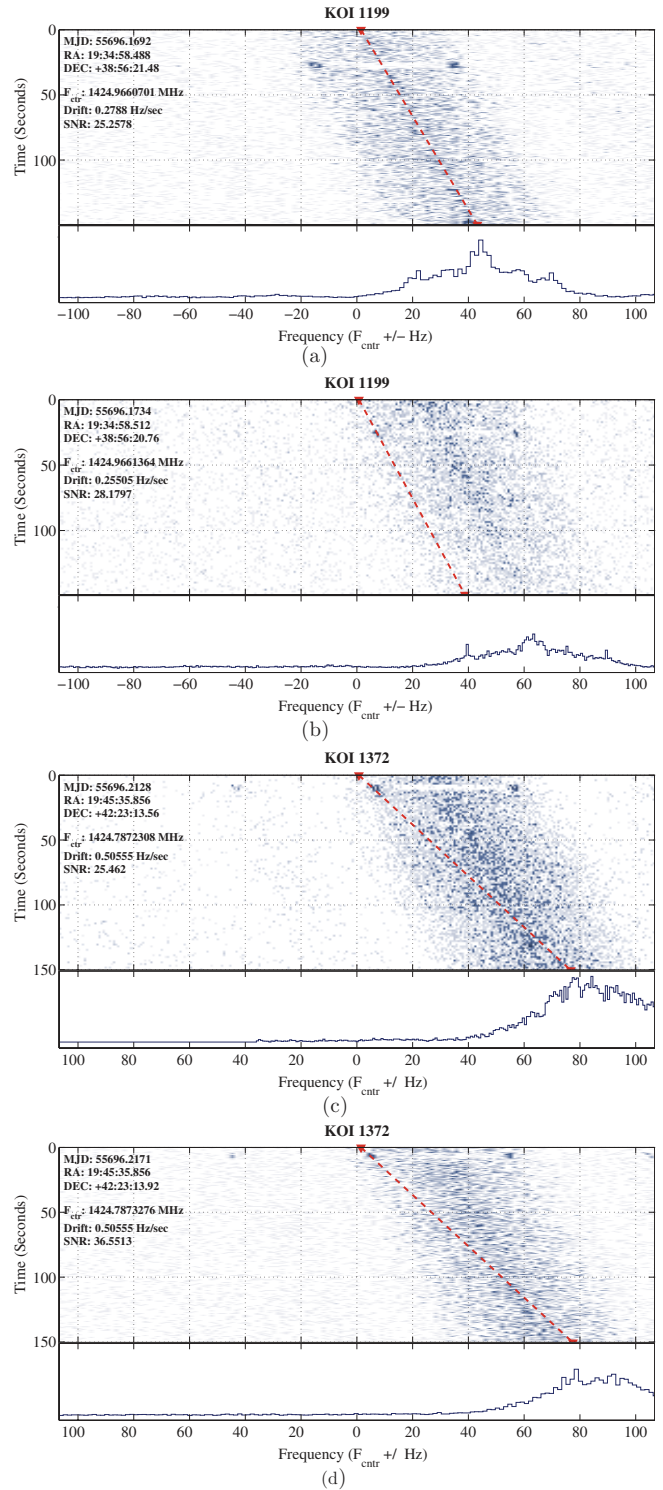 KOI 1199
0
50
100
Time (Seconds)
MJD: 55696.1692
RA: 19:34:58.488
DEC: +38:56:21.48
F_ctr: 1424.9660701 MHz
Drift: 0.2788 Hz/sec
SNR: 25.2578
−100 −80 −60 −40 −20 0 20 40 60 80 100
Frequency (F_cntr +/− Hz)
(a)
KOI 1199
0
50
100
Time (Seconds)
MJD: 55696.1734
RA: 19:34:58.512
DEC: +38:56:20.76
F_ctr: 1424.9661364 MHz
Drift: 0.25505 Hz/sec
SNR: 28.1797
−100 −80 −60 −40 −20 0 20 40 60 80 100
Frequency (F_cntr +/− Hz)
(b)
KOI 1372
0
50
100
150
Time (Seconds)
MJD: 55696.2128
RA: 19:45:35.856
DEC: +42:23:13.56
F_ctr: 1424.7872308 MHz
Drift: 0.50555 Hz/sec
SNR: 25.462
100 80 60 40 20 0 20 40 60 80 100
Frequency (F_cntr +/ Hz)
(c)
KOI 1372
0
50
100
150
Time (Seconds)
MJD: 55696.2171
RA: 19:45:35.856
DEC: +42:23:13.92
F_ctr: 1424.7873276 MHz
Drift: 0.50555 Hz/sec
SNR: 36.5513
100 80 60 40 20 0 20 40 60 80 100
Frequency (F_cntr +/ Hz)
(d)